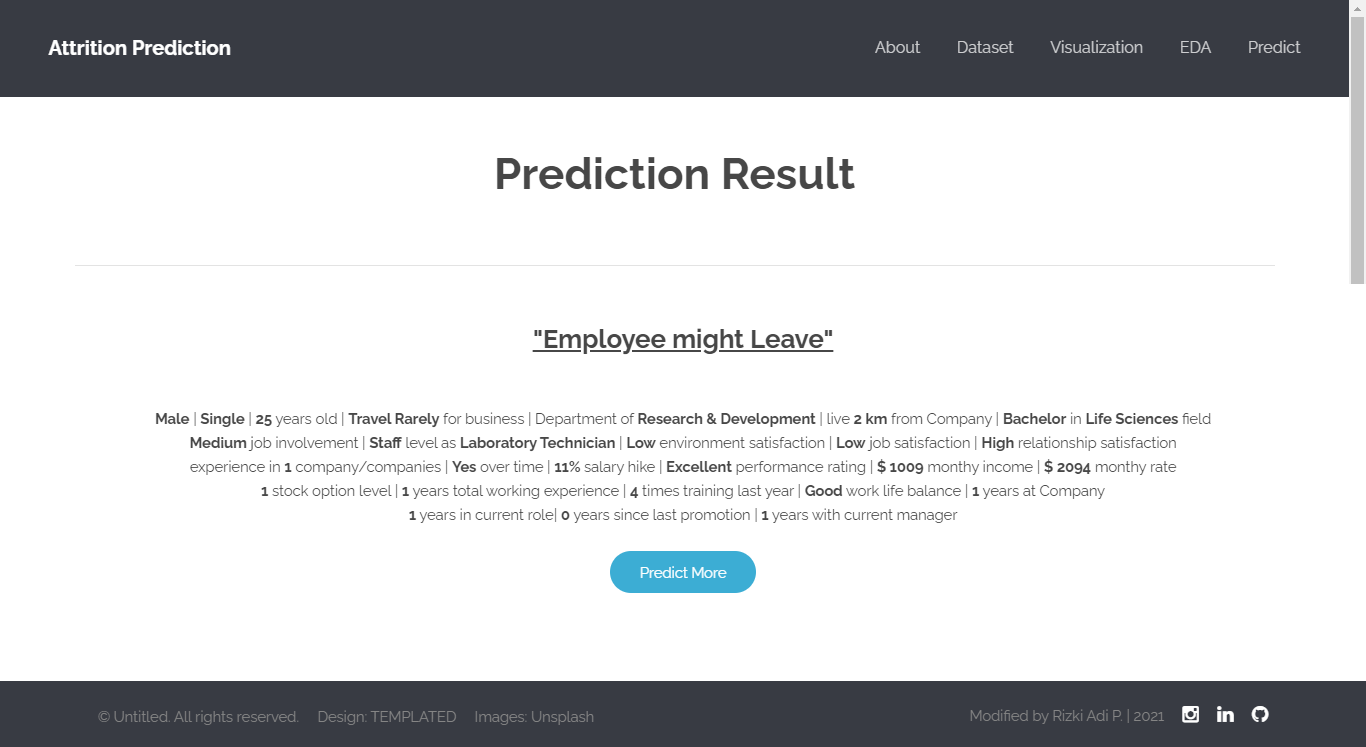 Attrition Prediction About Dataset Visualization EDA Predict
Prediction Result
"Employee might Leave"
Male | Single | 25 years old | Travel Rarely for business | Department of Research & Development | live 2 km from Company | Bachelor in Life Sciences field
Medium job involvement | Staff level as Laboratory Technician | Low environment satisfaction | Low job satisfaction | High relationship satisfaction
experience in 1 company/companies | Yes over time | 11% salary hike | Excellent performance rating | $ 1009 monthy income | $ 2094 monthy rate
1 stock option level | 1 years total working experience | 4 times training last year | Good work life balance | 1 years at Company
1 years in current role| 0 years since last promotion | 1 years with current manager
Predict More
© Untitled. All rights reserved. Design: TEMPLATED Images: Unsplash Modified by Rizki Adi P. | 2021